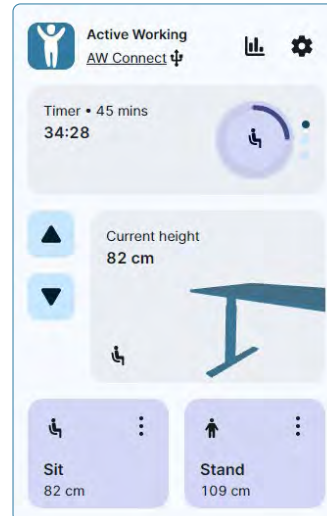 Active Working
AW Connect
Timer • 45 mins
34:28
Current height
82 cm
Sit
82 cm
Stand
109 cm